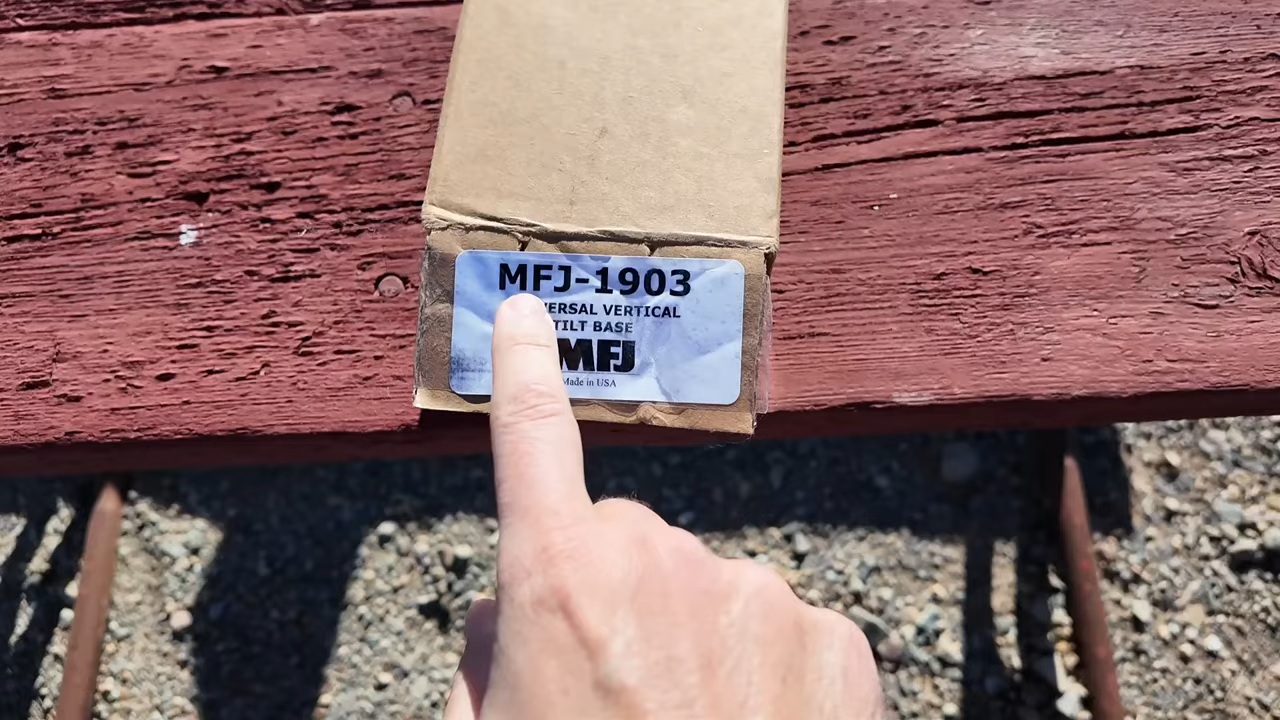 MFJ-1903
VERSAL VERTICAL
TILT BASE
MFJ
Made in USA